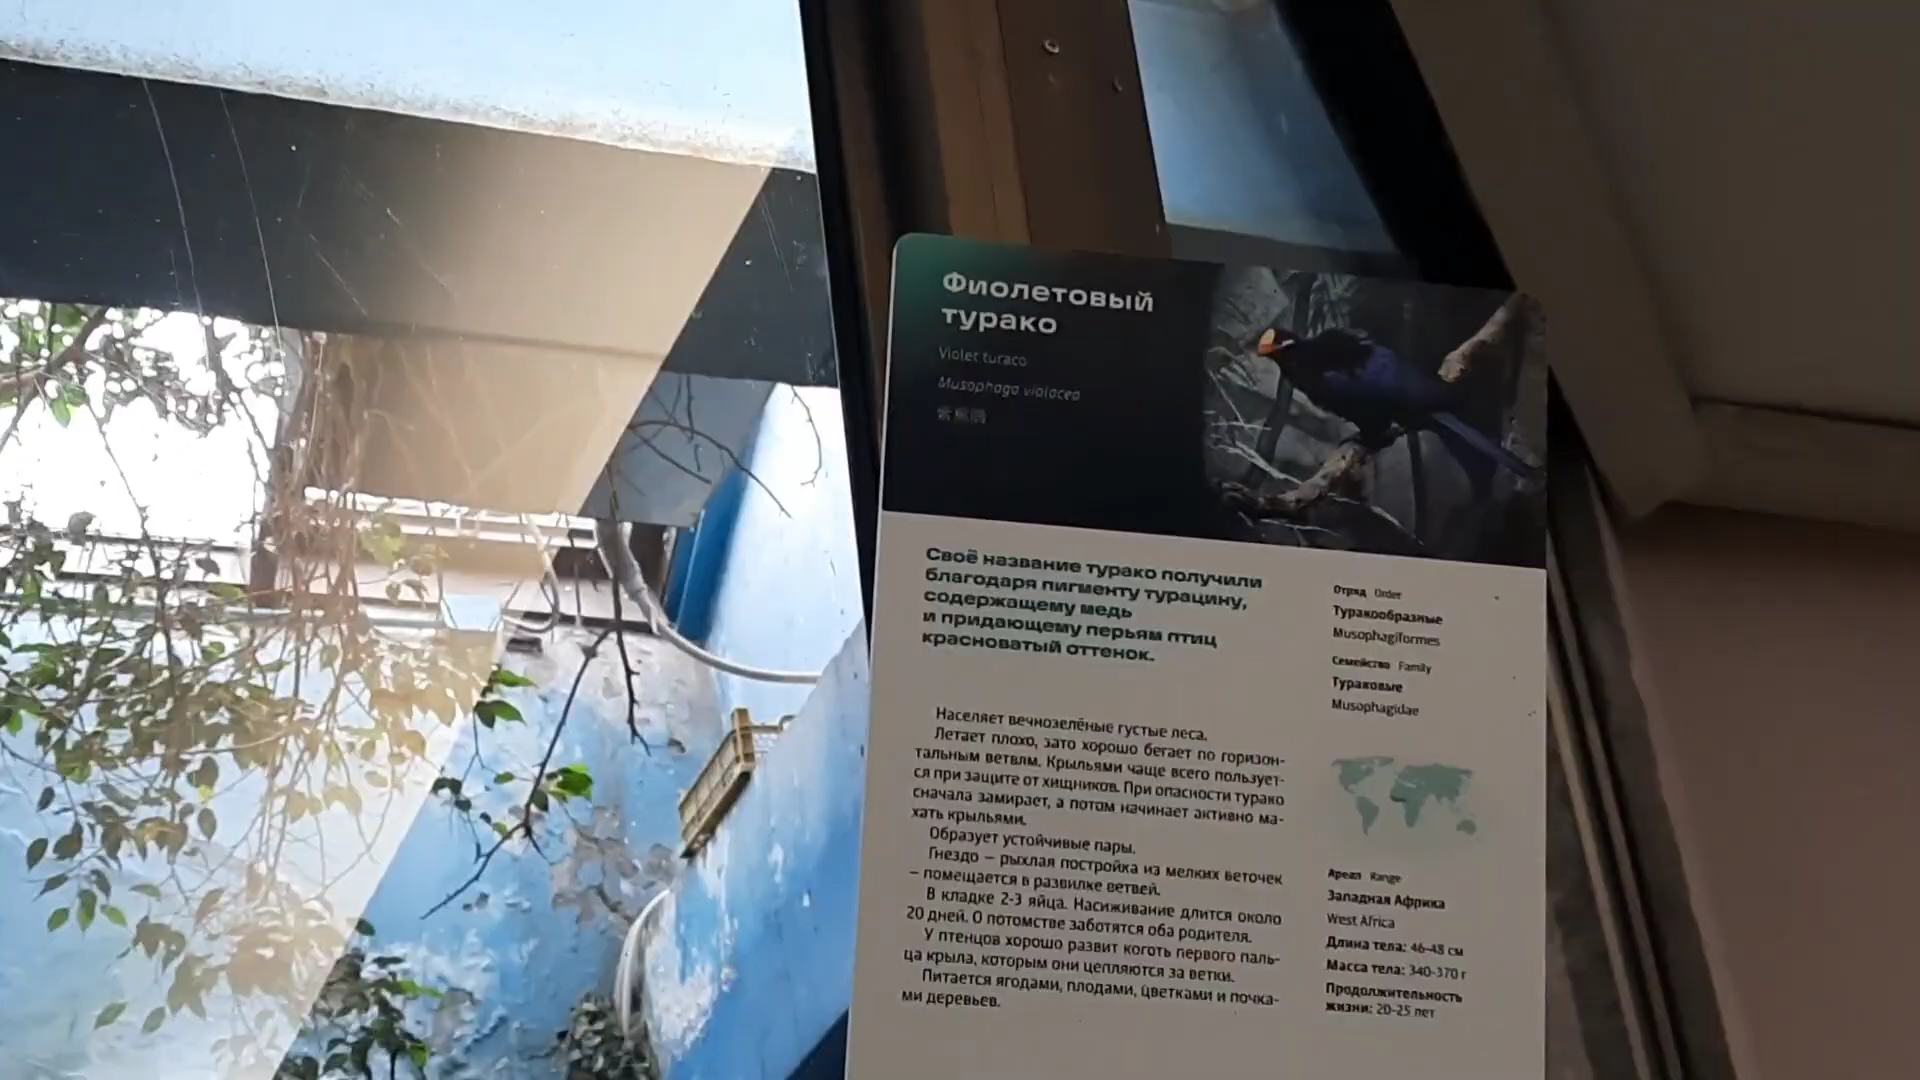 Фиолетовый
турако
Violet turaco
Musophaga violacea
Своё название турако получили
благодаря пигменту турацину,
содержащему медь
и придающему перьям птиц
красноватый оттенок.
Населяет вечнозелёные густые леса.
Летает плохо, зато хорошо бегает по горизон-
тальным ветвям. Крыльями чаще всего пользует-
ся при защите от хищников. При опасности турако
сначала замирает, а потом начинает активно ма-
хать крыльями.
Образует устойчивые пары.
Гнездо – рыхлая постройка из мелких веточек
– помещается в развилке ветвей.
В кладке 2-3 яйца. Насиживание длится около
20 дней. О потомстве заботятся оба родителя.
У птенцов хорошо развит коготь первого паль-
ца крыла, которым они цепляются за ветки.
Питается ягодами, плодами, цветками и почка-
ми деревьев.
Отряд Order
Туракообразные
Musophagiformes
Семейство Family
Тураковые
Musophagidae
Ареал Range
Западная Африка
West Africa
Длина тела: 46-48 см
Масса тела: 340-370 г
Продолжительность
жизни: 20-25 лет